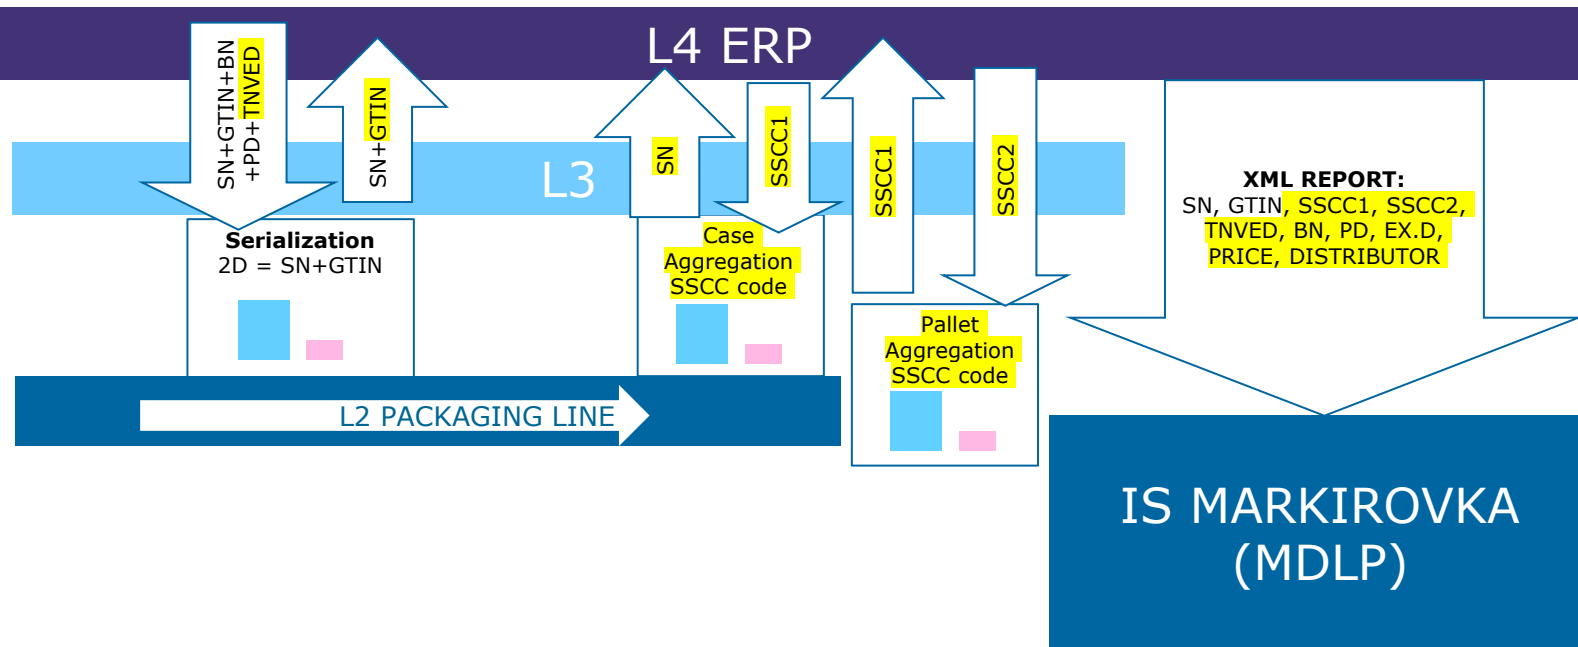 L4 ERP
SN+GTIN+BN
+PD+TNVED
SN+GTIN
SN
SSCC1
SSCC1
SSCC2
L3
XML REPORT:
SN, GTIN, SSCC1, SSCC2,
TNVED, BN, PD, EX.D,
PRICE, DISTRIBUTOR
Serialization
2D = SN+GTIN
Case
Aggregation
SSCC code
Pallet
Aggregation
SSCC code
L2 PACKAGING LINE
IS MARKIROVKA
(MDLP)